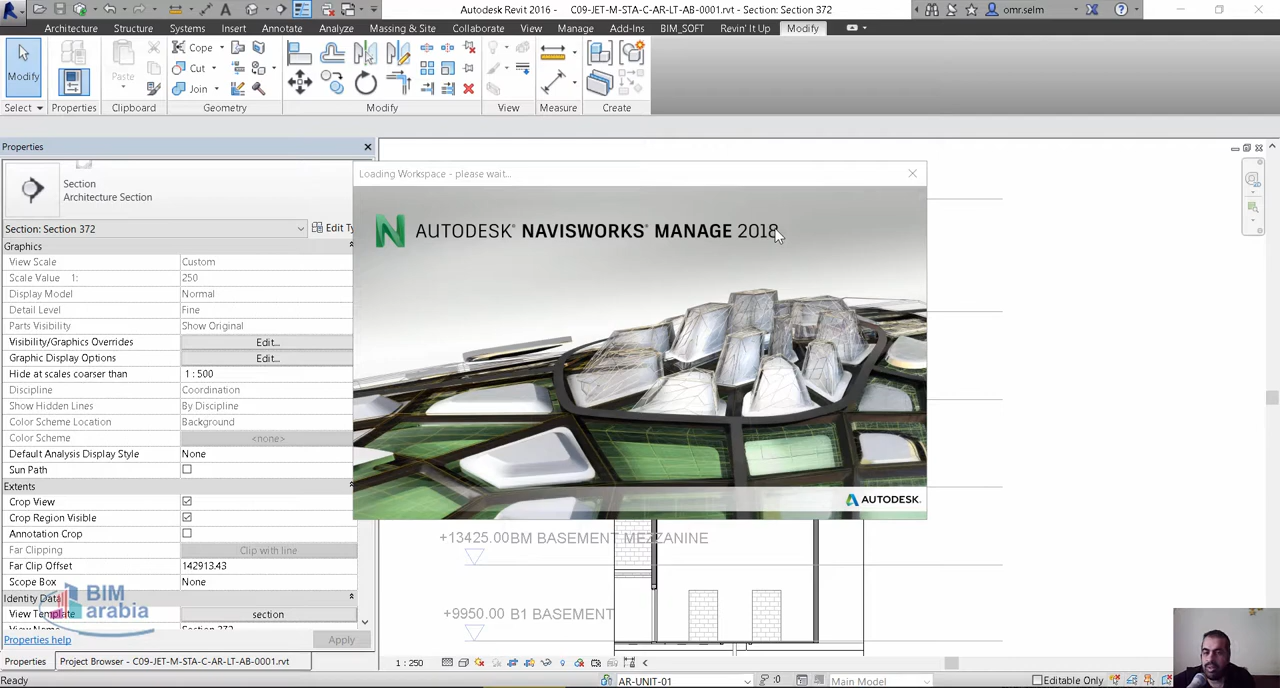 Autodesk Revit 2016 - C09-JET-M-STA-C-AR-LT-AB-0001.rvt - Section: Section 372
omr.selm
Architecture Structure Systems Insert Annotate Analyze Massing & Site Collaborate View Manage Add-Ins BIM_SOFT Revin' It Up Modify
Modify
Paste
Cope
Cut
Join
Select Properties Clipboard Geometry Modify View Measure Create
Properties
Section
Architecture Section
Section: Section 372
Edit Ty
Graphics
View Scale Custom
Scale Value 1: 250
Display Model Normal
Detail Level Fine
Parts Visibility Show Original
Visibility/Graphics Overrides Edit...
Graphic Display Options Edit...
Hide at scales coarser than 1 : 500
Discipline Coordination
Show Hidden Lines By Discipline
Color Scheme Location Background
Color Scheme <none>
Default Analysis Display Style None
Sun Path
Extents
Crop View
Crop Region Visible
Annotation Crop
Far Clipping Clip with line
Far Clip Offset 142913.43
Scope Box None
Identity Data
View Template section
Properties help
Apply
Properties
Project Browser - C09-JET-M-STA-C-AR-LT-AB-0001.rvt
Ready
Loading Workspace - please wait...
N AUTODESK® NAVISWORKS® MANAGE 2018
AUTODESK.
+13425.00BM BASEMENT MEZZANINE
+9950.00 B1 BASEMENT
BIM
arabia
1 : 250
AR-UNIT-01
:0
Main Model
Editable Only